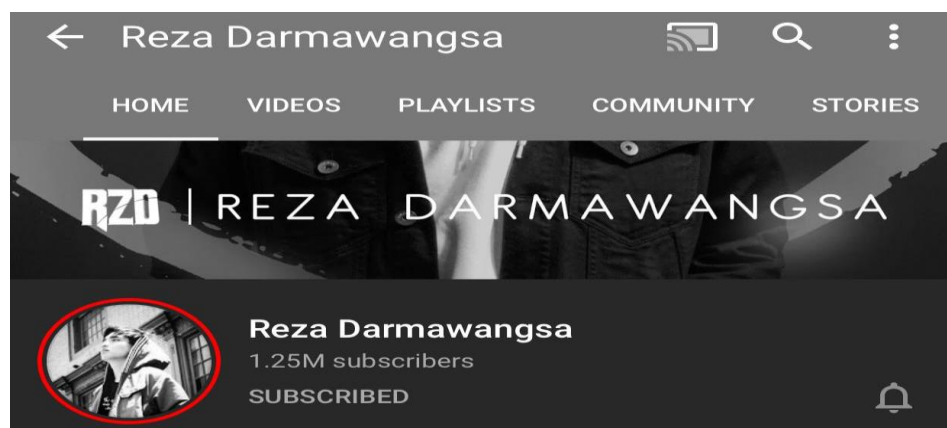 Reza Darmawangsa
HOME VIDEOS PLAYLISTS COMMUNITY STORIES
RZD | REZA DARMAWANGSA
Reza Darmawangsa
1.25M subscribers
SUBSCRIBED